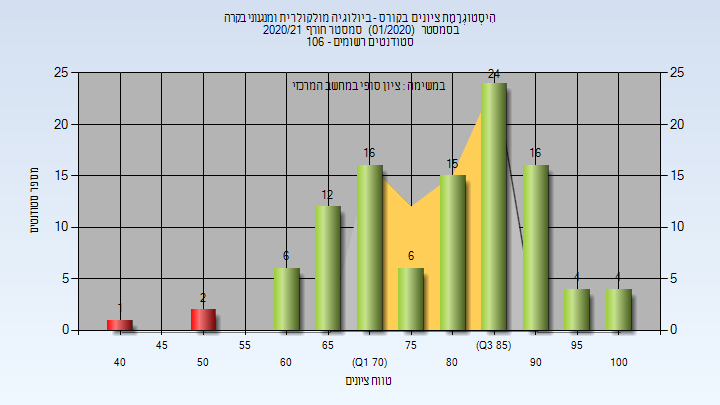 הִיסְטוֹגְרָמַת ציונים בקורס - ביולוגיה מולקולרית ומנגנוני בקרה
בסמסטר (01/2020) סמסטר חורף 2020/21
סטודנטים רשומים - 106
במשימה : ציון סופי במחשב המרכזי
מספר סטודנטים
25 20 15 10 5 0
1 2 6 12 16 6 15 24 16 4 4
25 20 15 10 5 0
45 55 65 75 (Q3 85) 95
40 50 60 (Q1 70) 80 90 100
טווח ציונים